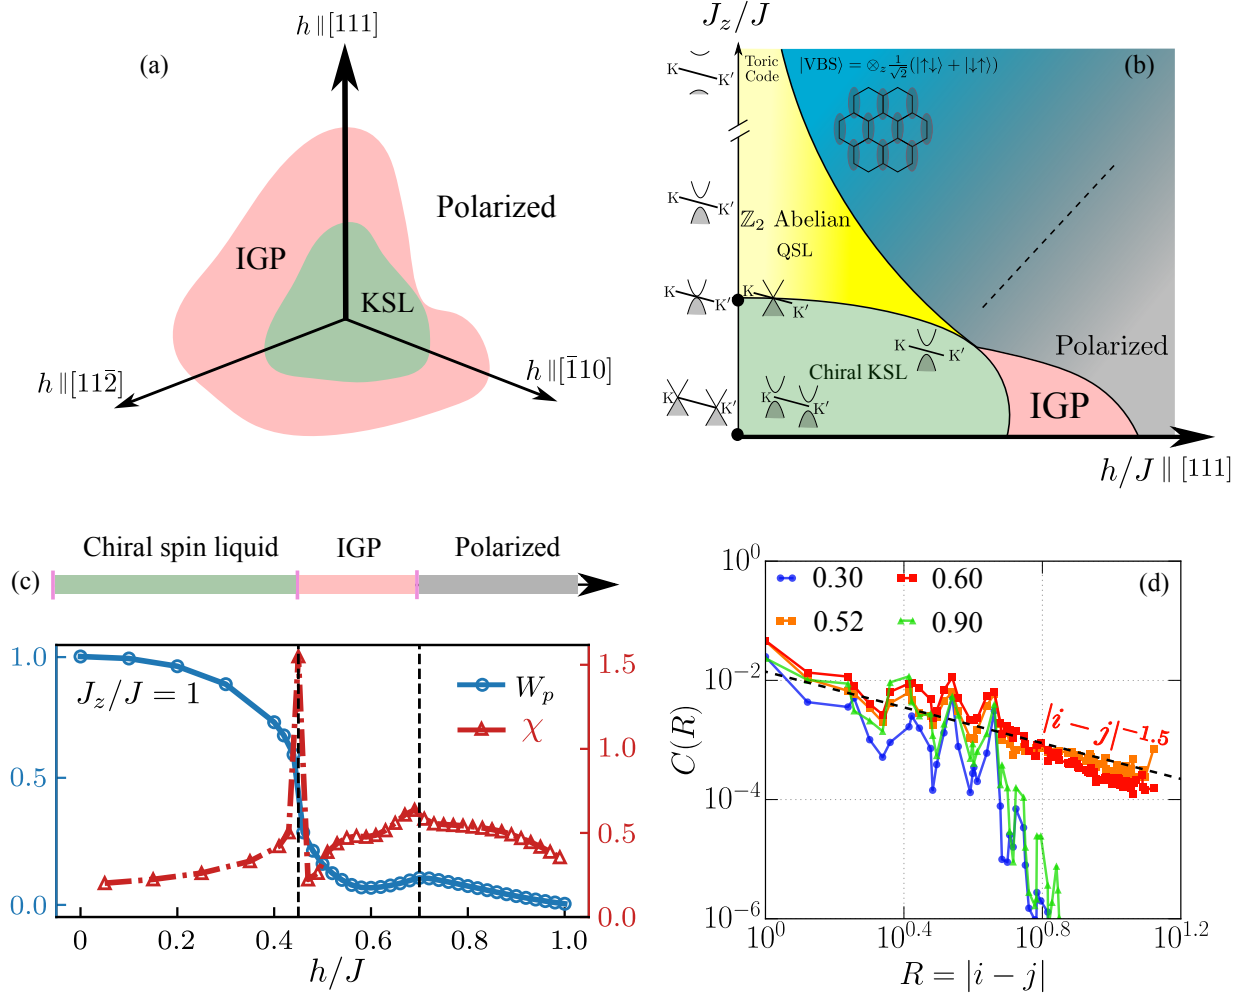 (a)
h ∥ [111]
Polarized
IGP
KSL
h ∥ [112̄]
h ∥ [1̄10]
J_z/J
(b)
Toric
Code
|VBS⟩ = ⊗_z 1/√2 (|↑↓⟩ + |↓↑⟩)
K K′
K K′
ℤ₂ Abelian
QSL
K K′
K K′
K K′
Chiral KSL
K K′
K K′
Polarized
IGP
h/J ∥ [111]
(c)
Chiral spin liquid IGP Polarized
J_z/J = 1
W_p
χ
1.0
0.5
0.0
1.5
1.0
0.5
0.0
0 0.2 0.4 0.6 0.8 1.0
h/J
(d)
0.30 0.60
0.52 0.90
|i − j|^−1.5
C(R)
10^0
10^−2
10^−4
10^−6
10^0 10^0.4 10^0.8 10^1.2
R = |i − j|